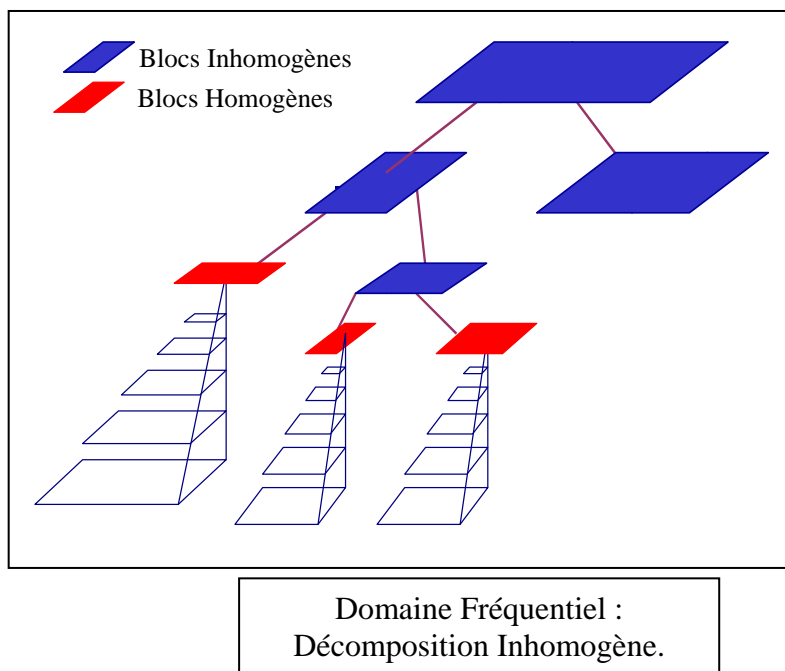 Blocs Inhomogènes
Blocs Homogènes
Domaine Fréquentiel :
Décomposition Inhomogène.